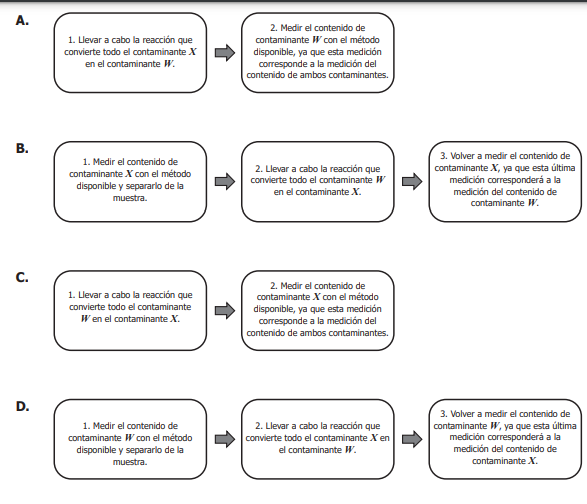 A.
1. Llevar a cabo la reacción que
convierte todo el contaminante X
en el contaminante W.
2. Medir el contenido de
contaminante W con el método
disponible, ya que esta medición
corresponde a la medición del
contenido de ambos contaminantes.
B.
1. Medir el contenido de
contaminante X con el método
disponible y separarlo de la
muestra.
2. Llevar a cabo la reacción que
convierte todo el contaminante W
en el contaminante X.
3. Volver a medir el contenido de
contaminante X, ya que esta última
medición corresponderá a la
medición del contenido de
contaminante W.
C.
1. Llevar a cabo la reacción que
convierte todo el contaminante
W en el contaminante X.
2. Medir el contenido de
contaminante X con el método
disponible, ya que esta medición
corresponde a la medición del
contenido de ambos contaminantes.
D.
1. Medir el contenido de
contaminante W con el método
disponible y separarlo de la
muestra.
2. Llevar a cabo la reacción que
convierte todo el contaminante X en
el contaminante W.
3. Volver a medir el contenido de
contaminante W, ya que esta última
medición corresponderá a la
medición del contenido de
contaminante X.